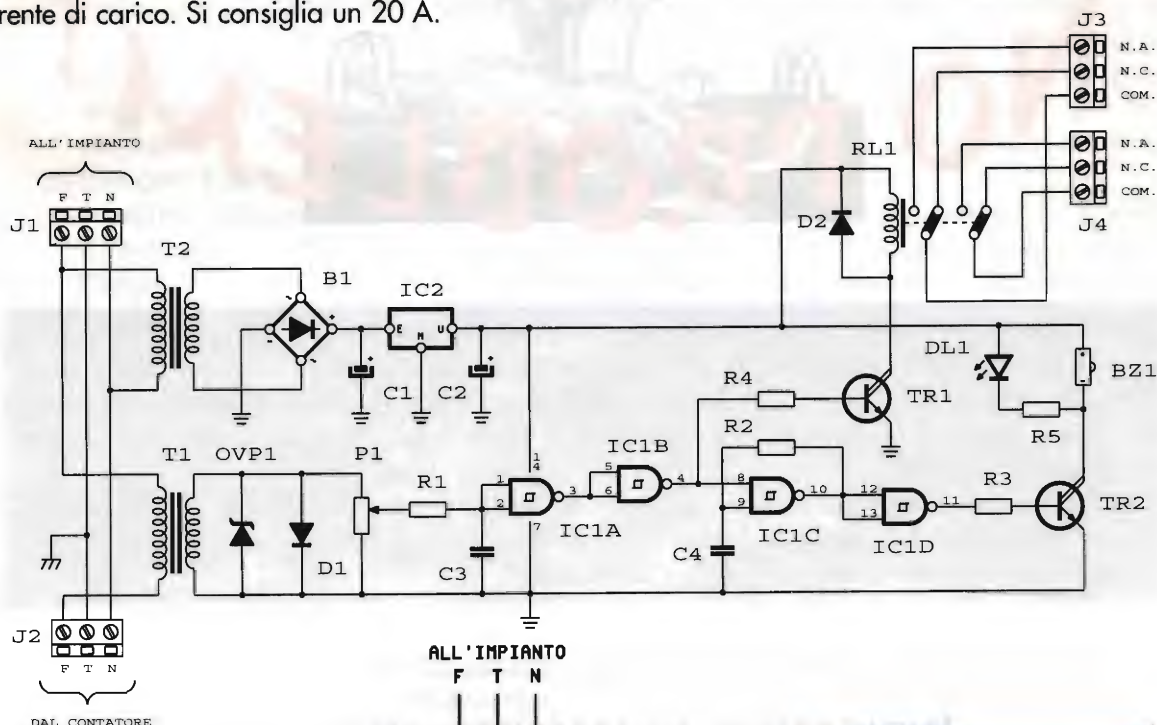 rente di carico. Si consiglia un 20 A.
J3
N.A.
N.C.
COM.
N.A.
N.C.
COM.
J4
RL1
D2
ALL'IMPIANTO
F T N
J1
T2
B1
IC2
E M U
C1 C2
DL1
BZ1
R4
TR1
R2
R5
T1 OVP1 P1
R1
D1
C3
1
2
1
4
7
3
IC1A
5
6
4
IC1B
8
9
10
IC1C
12
13
11
IC1D
R3
TR2
C4
J2
F T N
DAL CONTATORE
ALL'IMPIANTO
F T N